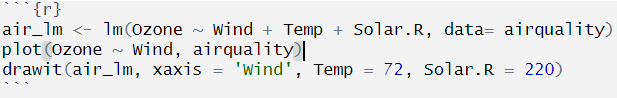 ```{r}
air_lm <- lm(Ozone ~ Wind + Temp + Solar.R, data= airquality)
plot(Ozone ~ Wind, airquality)
drawit(air_lm, xaxis = 'Wind', Temp = 72, Solar.R = 220)
```